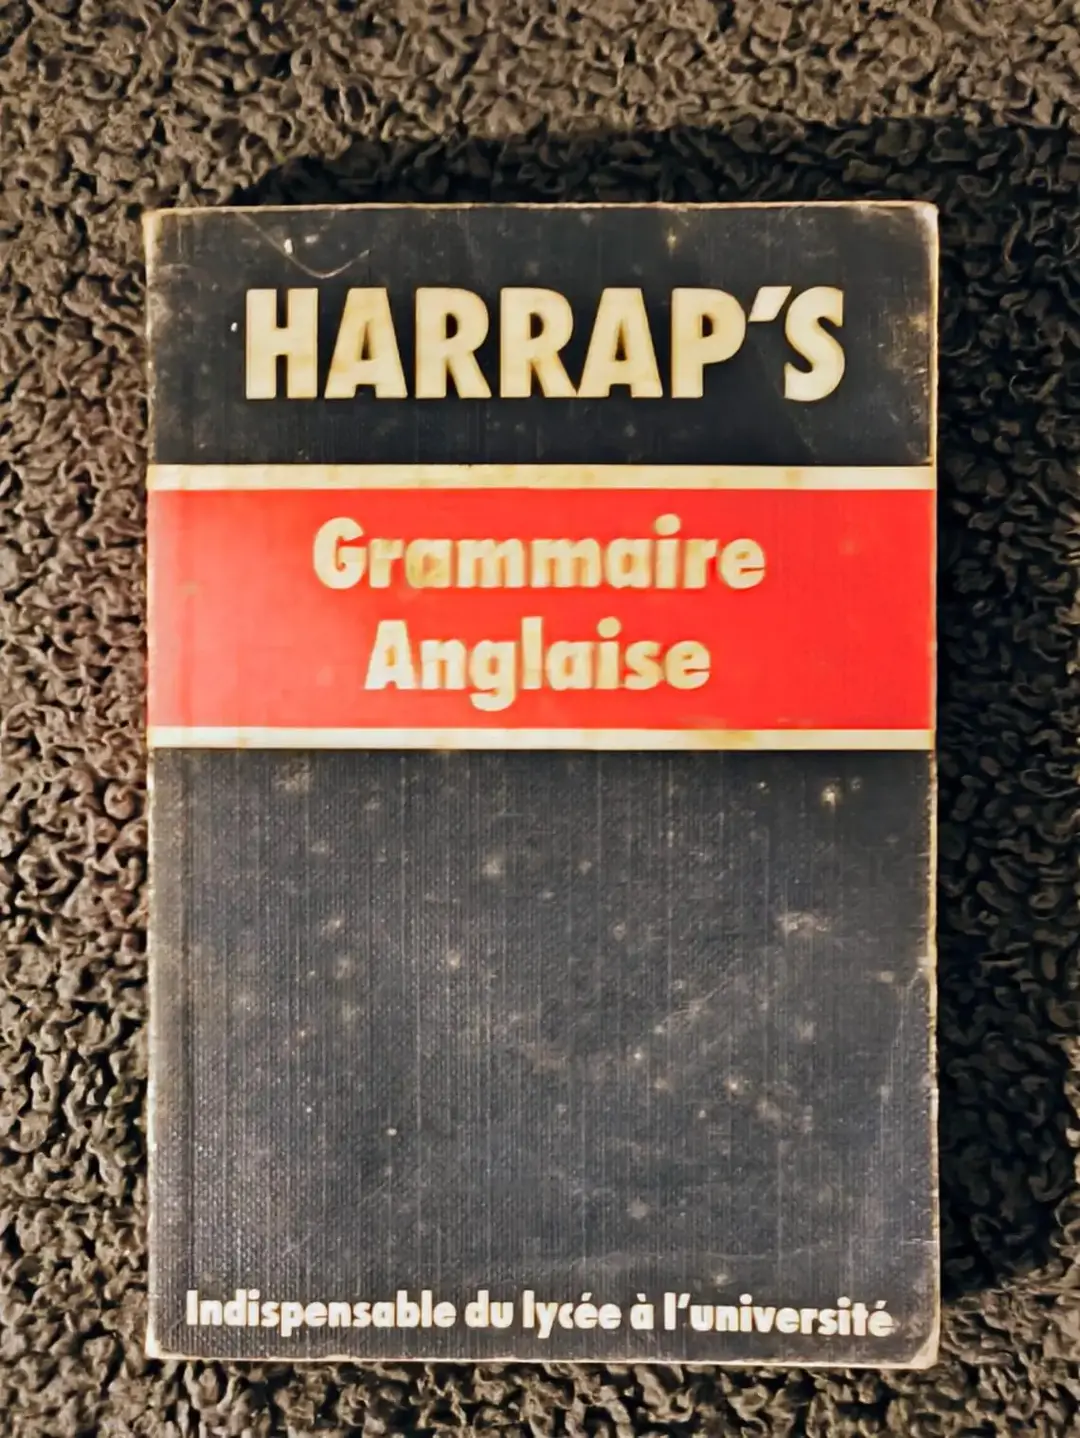 HARRAP'S
Grammaire
Anglaise
Indispensable du lycée à l'université